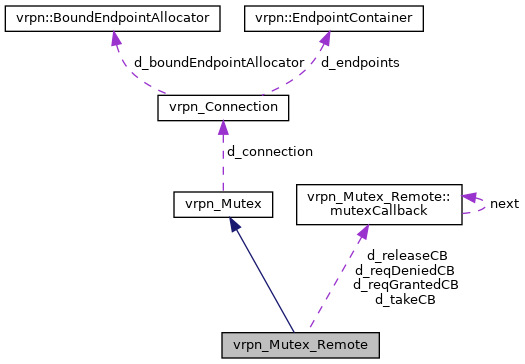 vrpn::BoundEndpointAllocator
vrpn::EndpointContainer
d_boundEndpointAllocator
d_endpoints
vrpn_Connection
d_connection
vrpn_Mutex
vrpn_Mutex_Remote::
mutexCallback
next
d_releaseCB
d_reqDeniedCB
d_reqGrantedCB
d_takeCB
vrpn_Mutex_Remote